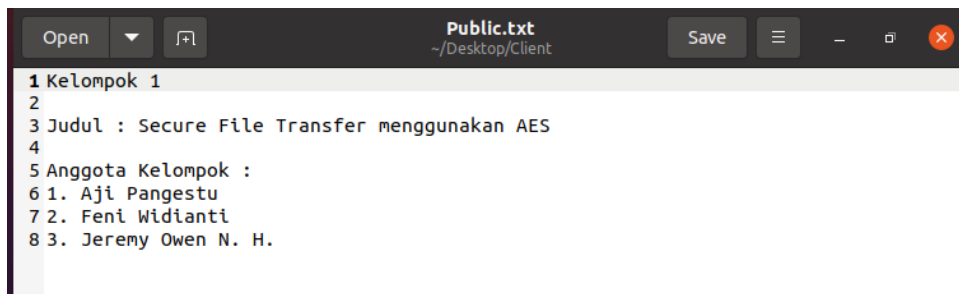 Open
Public.txt
~/Desktop/Client
Save
1 Kelompok 1
2
3 Judul : Secure File Transfer menggunakan AES
4
5 Anggota Kelompok :
6 1. Aji Pangestu
7 2. Feni Widianti
8 3. Jeremy Owen N. H.